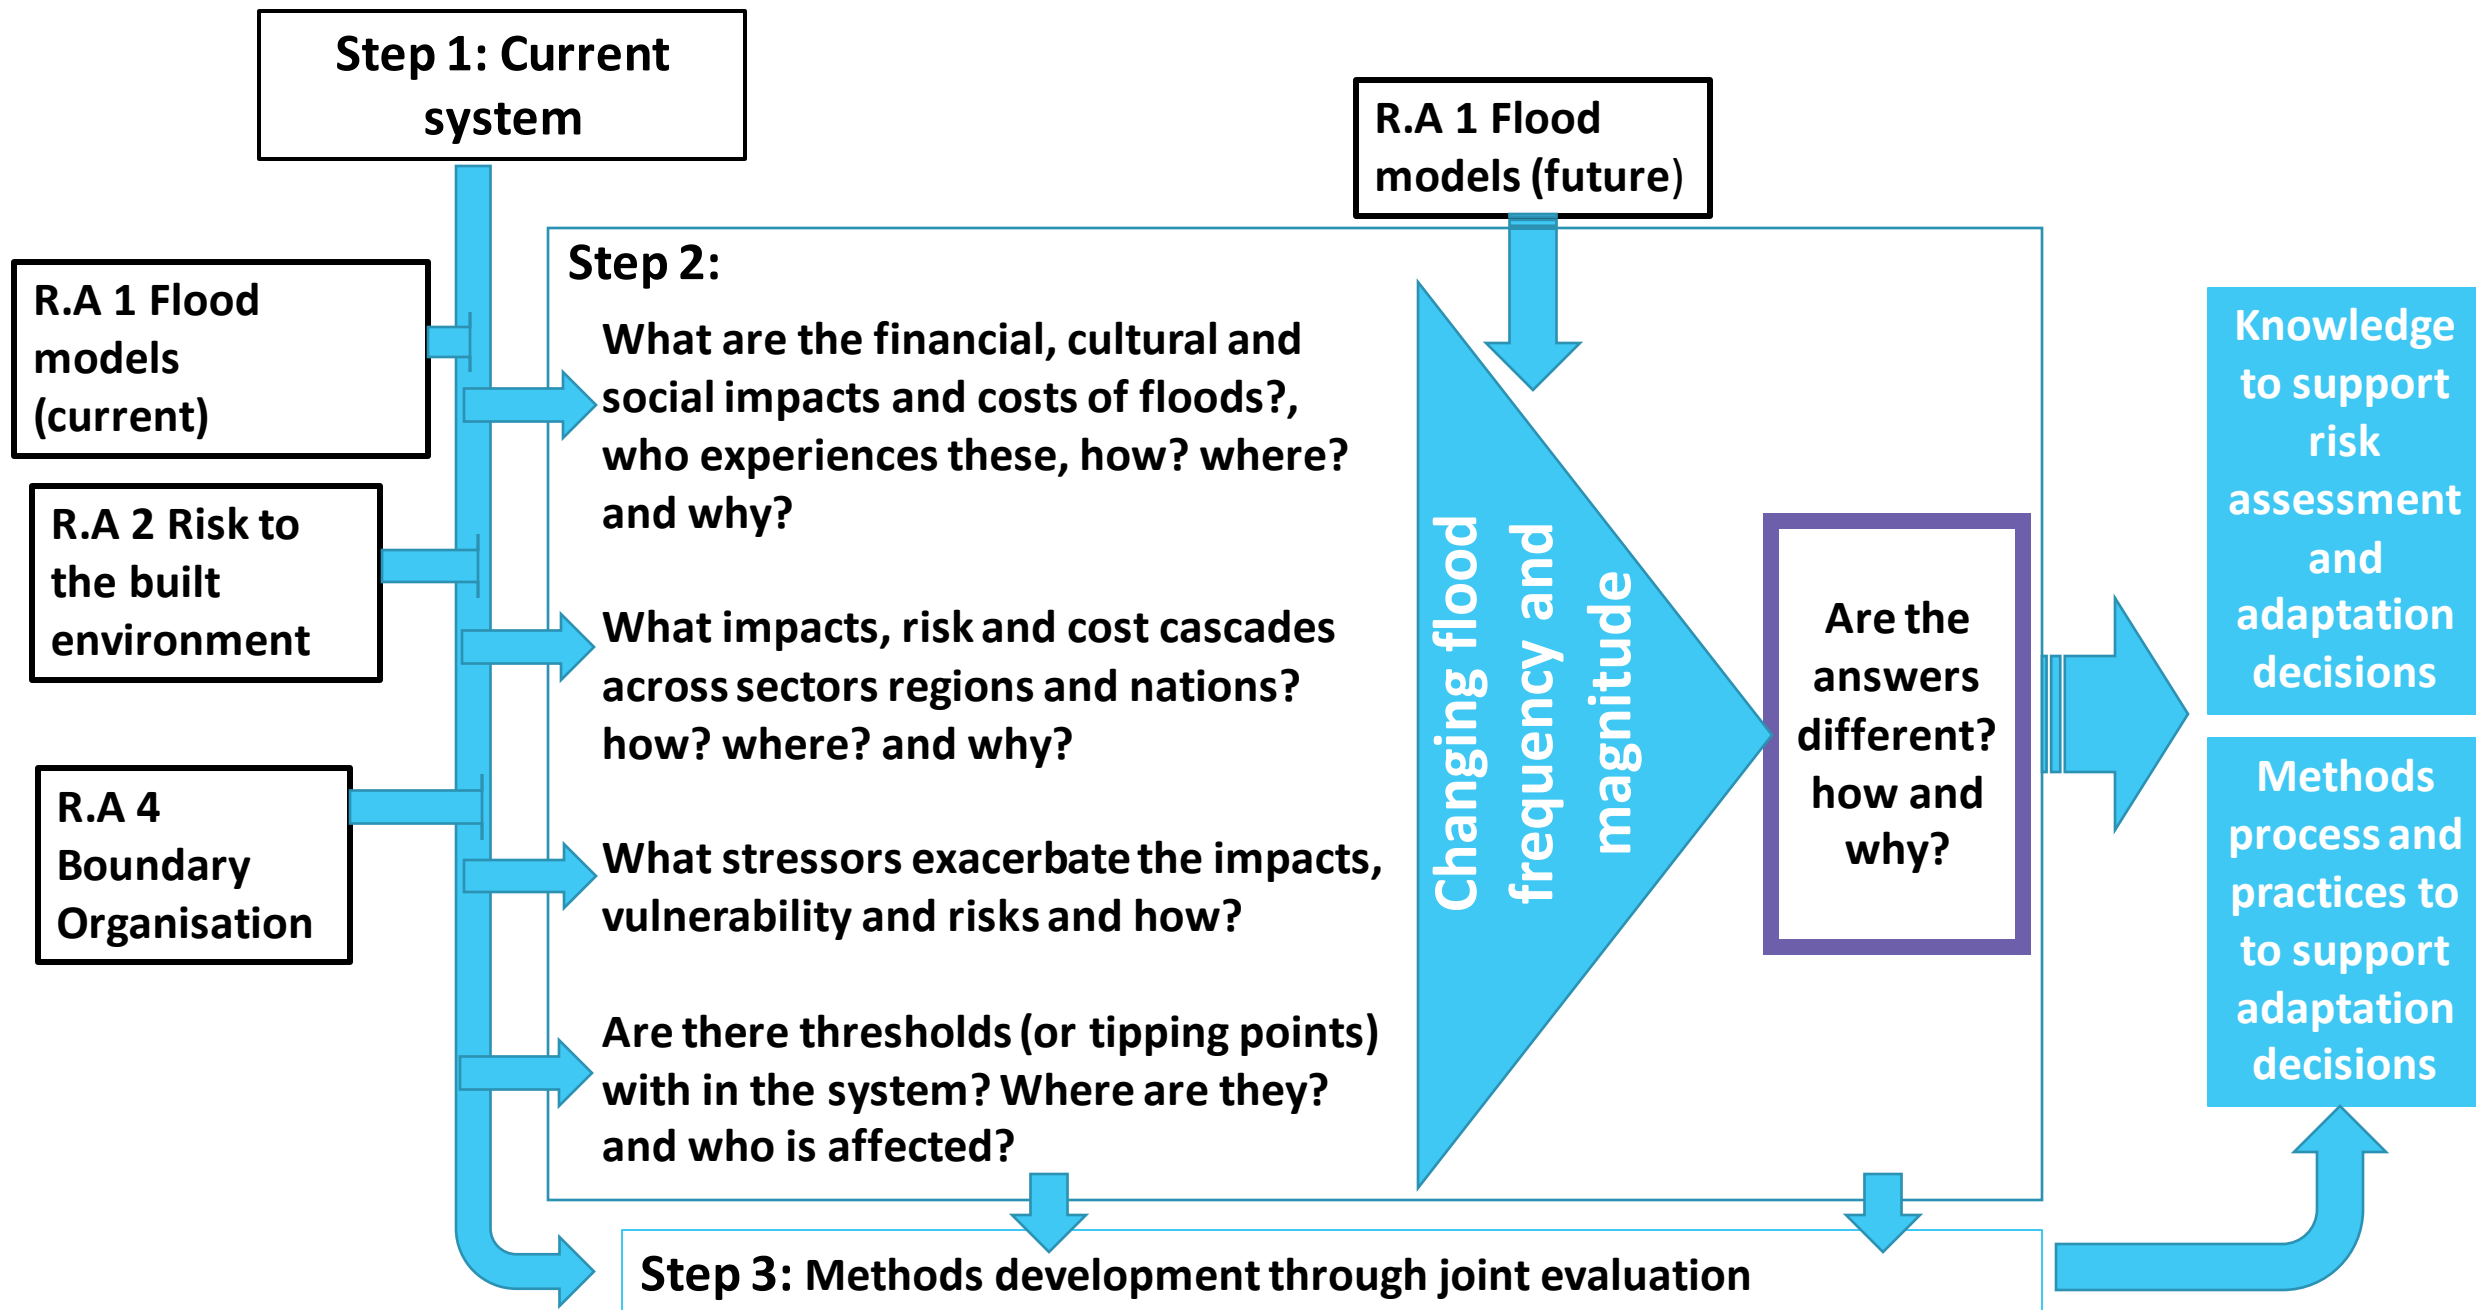 Step 1: Current
system
R.A 1 Flood
models (future)
R.A 1 Flood
models
(current)
R.A 2 Risk to
the built
environment
R.A 4
Boundary
Organisation
Step 2:
What are the financial, cultural and
social impacts and costs of floods?,
who experiences these, how? where?
and why?
What impacts, risk and cost cascades
across sectors regions and nations?
how? where? and why?
What stressors exacerbate the impacts,
vulnerability and risks and how?
Are there thresholds (or tipping points)
with in the system? Where are they?
and who is affected?
Changing flood
frequency and
magnitude
Are the
answers
different?
how and
why?
Knowledge
to support
risk
assessment
and
adaptation
decisions
Methods
process and
practices to
to support
adaptation
decisions
Step 3: Methods development through joint evaluation